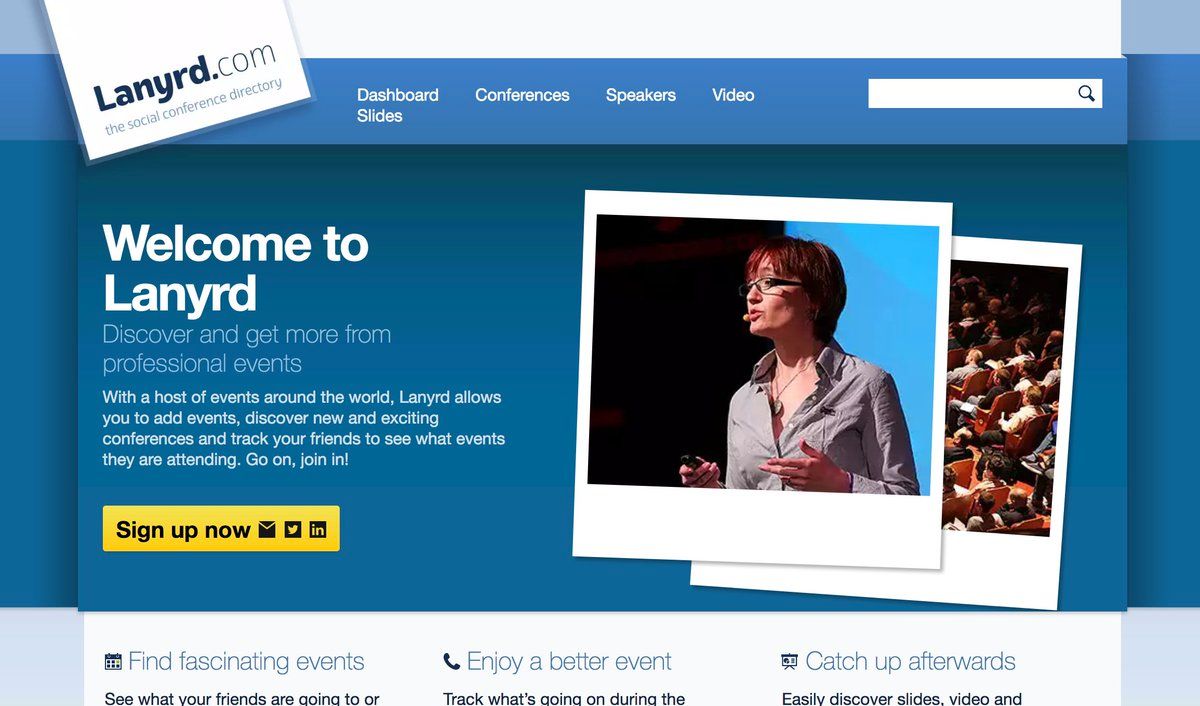 Lanyrd.com
the social conference directory
Dashboard Conferences Speakers Video
Slides
Welcome to
Lanyrd
Discover and get more from
professional events
With a host of events around the world, Lanyrd allows
you to add events, discover new and exciting
conferences and track your friends to see what events
they are attending. Go on, join in!
Sign up now
Find fascinating events
See what your friends are going to or
Enjoy a better event
Track what’s going on during the
Catch up afterwards
Easily discover slides, video and